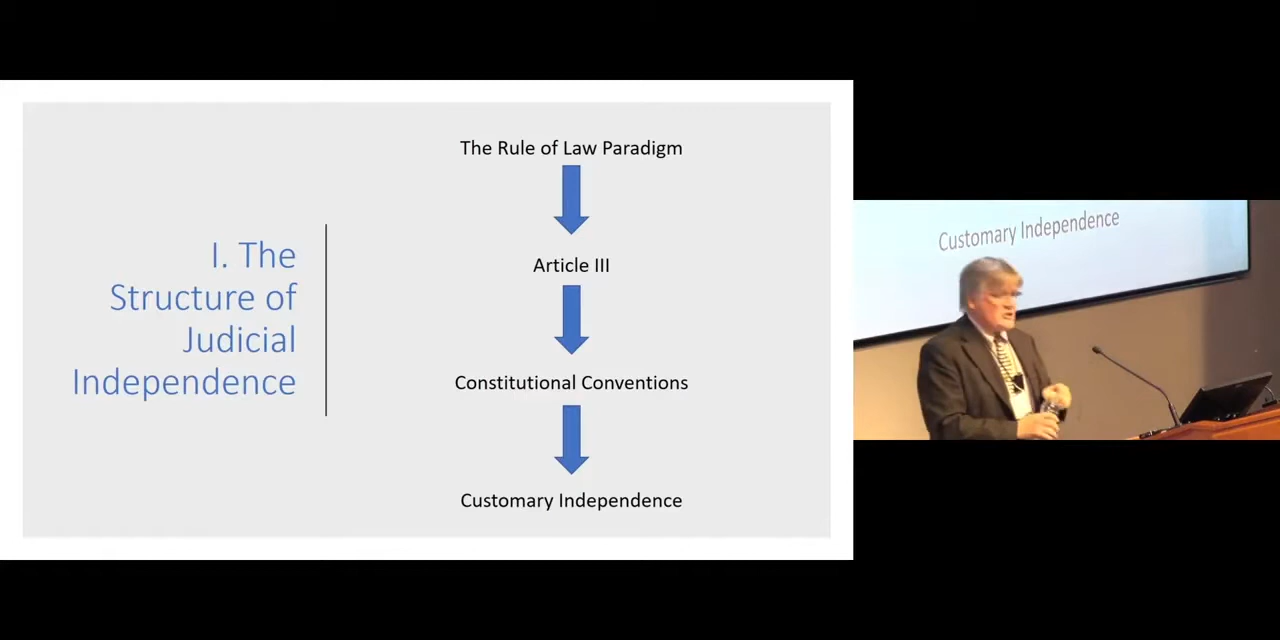 I. The
Structure of
Judicial
Independence
The Rule of Law Paradigm
Article III
Constitutional Conventions
Customary Independence
Customary Independence